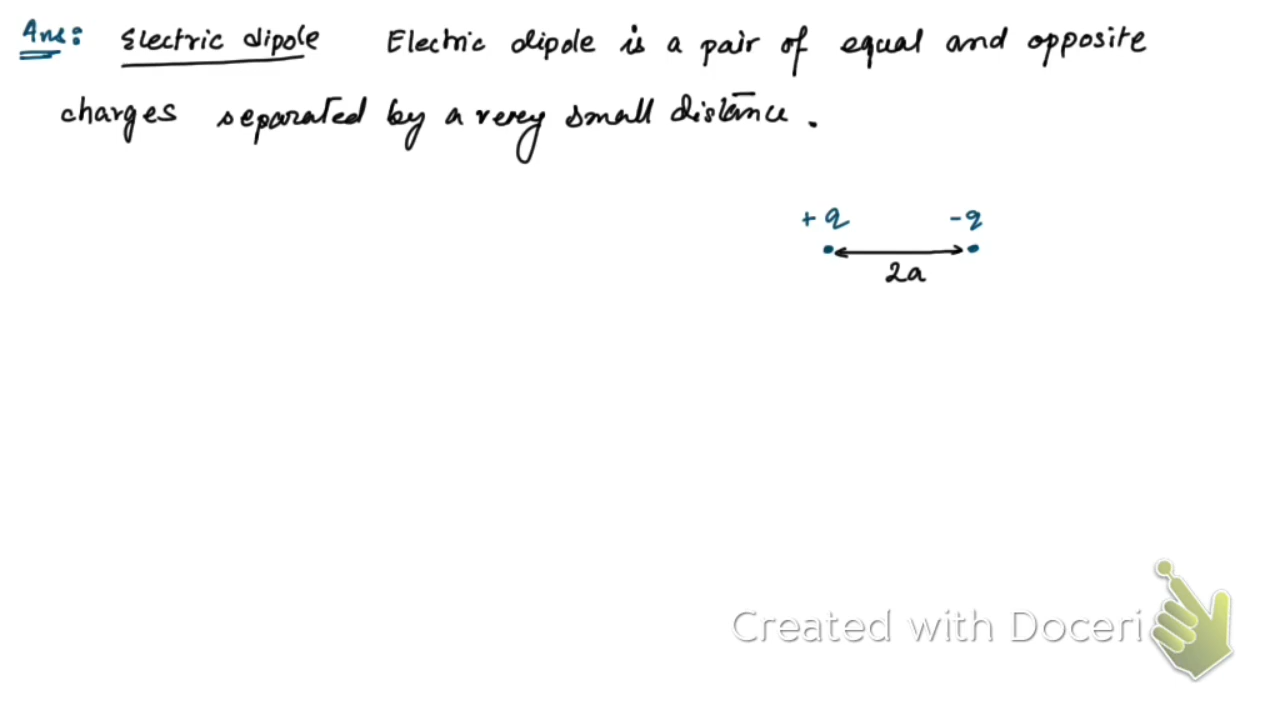 Ans: Electric dipole Electric dipole is a pair of equal and opposite
charges separated by a very small distance.
+q -q
2a
Created with Doceri